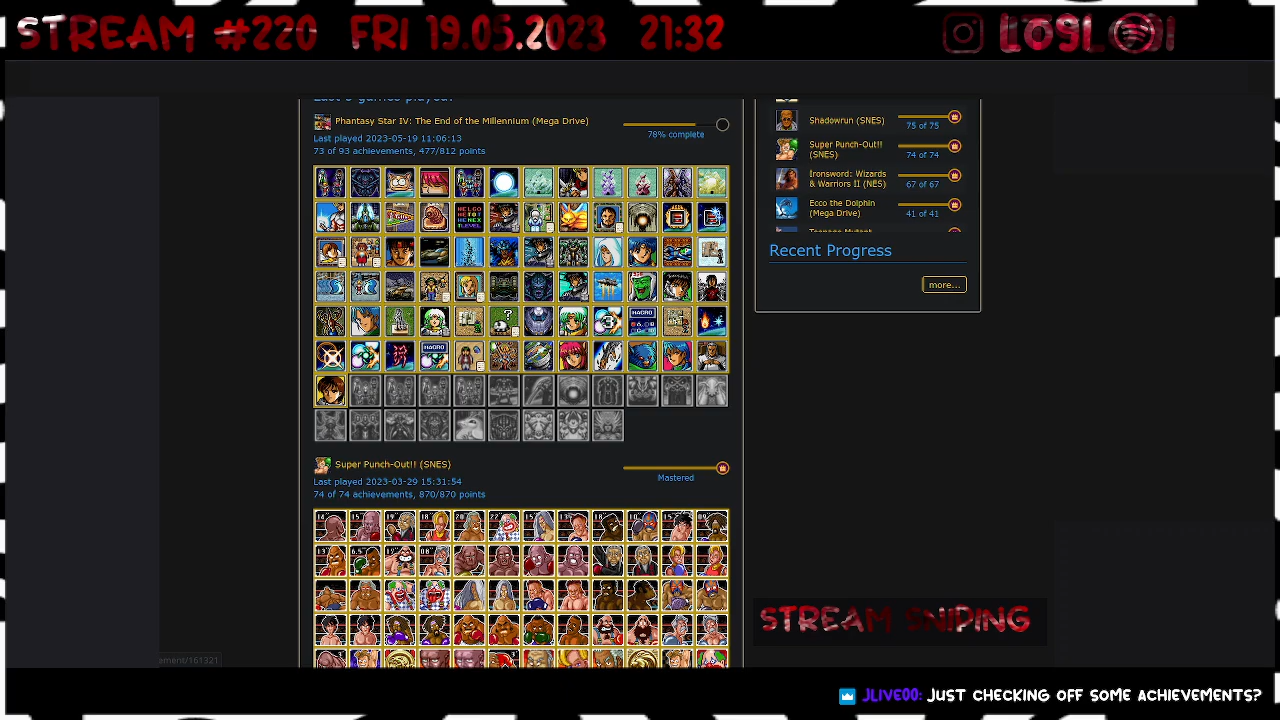 STREAM #220 FRI 19.05.2023 21:32
Phantasy Star IV: The End of the Millennium (Mega Drive)
Last played 2023-05-19 11:06:13
73 of 93 achievements, 477/812 points
78% complete
Super Punch-Out!! (SNES)
Last played 2023-03-29 15:31:54
74 of 74 achievements, 870/870 points
Mastered
Shadowrun (SNES)
75 of 75
Super Punch-Out!! (SNES)
74 of 74
Ironsword: Wizards & Warriors II (NES)
67 of 67
Ecco the Dolphin (Mega Drive)
41 of 41
Recent Progress
more...
STREAM SNIPING
ement/161321
JLIVE00: JUST CHECKING OFF SOME ACHIEVEMENTS?